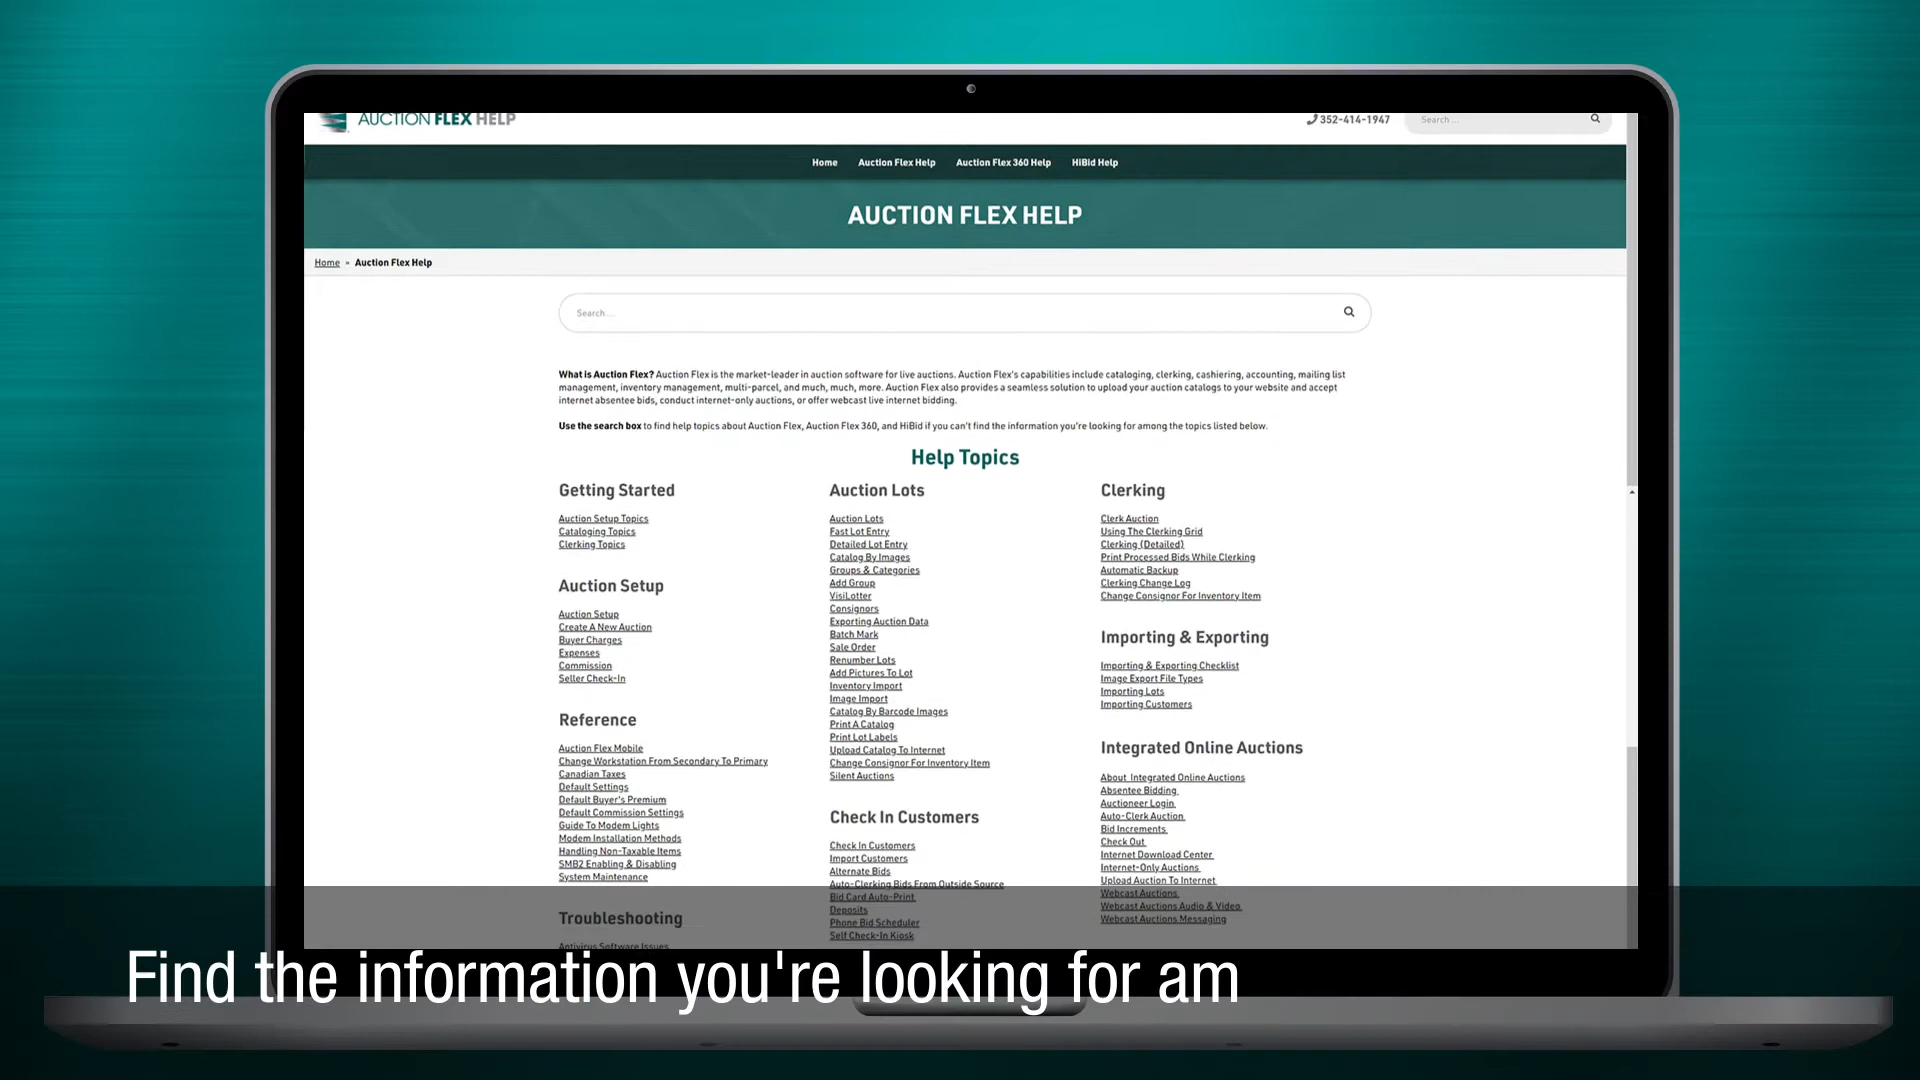 AUCTION FLEX HELP
352-414-1947
Search ...
Home Auction Flex Help Auction Flex 360 Help HiBid Help
AUCTION FLEX HELP
Home » Auction Flex Help
Search ...
What is Auction Flex? Auction Flex is the market-leader in auction software for live auctions. Auction Flex's capabilities include cataloging, clerking, cashiering, accounting, mailing list
management, inventory management, multi-parcel, and much, much, more. Auction Flex also provides a seamless solution to upload your auction catalogs to your website and accept
internet absentee bids, conduct internet-only auctions, or offer webcast live internet bidding.
Use the search box to find help topics about Auction Flex, Auction Flex 360, and HiBid if you can't find the information you're looking for among the topics listed below.
Help Topics
Getting Started
Auction Setup Topics
Cataloging Topics
Clerking Topics
Auction Setup
Auction Setup
Create A New Auction
Buyer Charges
Expenses
Commission
Seller Check-In
Reference
Auction Flex Mobile
Change Workstation From Secondary To Primary
Canadian Taxes
Default Settings
Default Buyer's Premium
Default Commission Settings
Guide To Modem Lights
Modem Installation Methods
Handling Non-Taxable Items
SMB2 Enabling & Disabling
System Maintenance
Troubleshooting
Antivirus Software Issues
Auction Lots
Auction Lots
Fast Lot Entry
Detailed Lot Entry
Catalog By Images
Groups & Categories
Add Group
VisiLotter
Consignors
Exporting Auction Data
Batch Mark
Sale Order
Renumber Lots
Add Pictures To Lot
Inventory Import
Image Import
Catalog By Barcode Images
Print A Catalog
Print Lot Labels
Upload Catalog To Internet
Change Consignor For Inventory Item
Silent Auctions
Check In Customers
Check In Customers
Import Customers
Alternate Bids
Auto-Clerking Bids From Outside Source
Bid Card Auto-Print
Deposits
Phone Bid Scheduler
Self Check-In Kiosk
Clerking
Clerk Auction
Using The Clerking Grid
Clerking (Detailed)
Print Processed Bids While Clerking
Automatic Backup
Clerking Change Log
Change Consignor For Inventory Item
Importing & Exporting
Importing & Exporting Checklist
Image Export File Types
Importing Lots
Importing Customers
Integrated Online Auctions
About Integrated Online Auctions
Absentee Bidding
Auctioneer Login
Auto-Clerk Auction
Bid Increments
Check Out
Internet Download Center
Internet-Only Auctions
Upload Auction To Internet
Webcast Auctions
Webcast Auctions Audio & Video
Webcast Auctions Messaging
Find the information you're looking for am